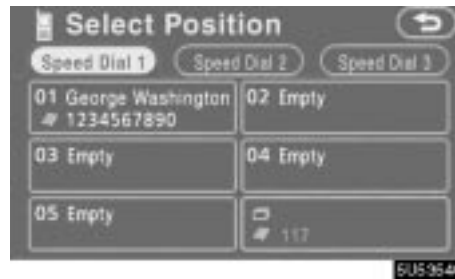 Select Position
Speed Dial 1 Speed Dial 2 Speed Dial 3
01 George Washington 02 Empty
1234567890
03 Empty 04 Empty
05 Empty
117